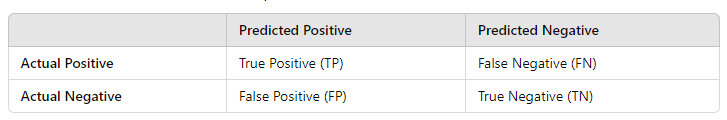 Predicted Positive Predicted Negative
Actual Positive True Positive (TP) False Negative (FN)
Actual Negative False Positive (FP) True Negative (TN)